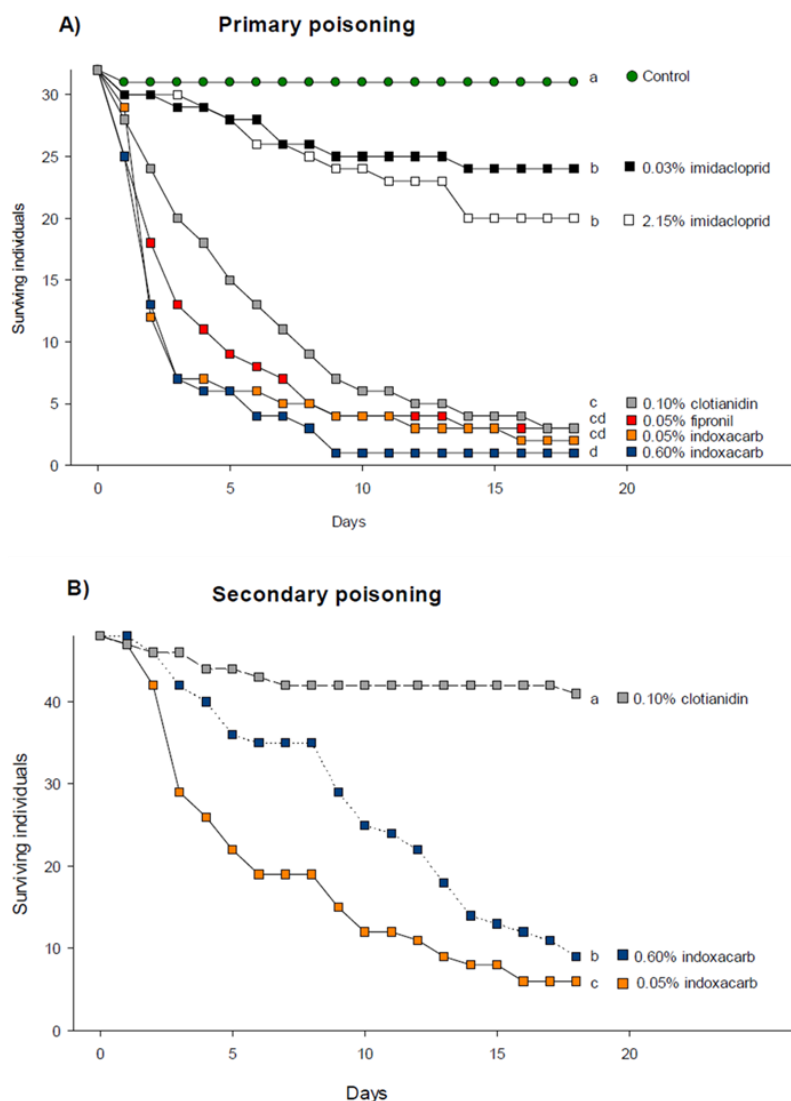 A) Primary poisoning
30
25
20
15
10
5
0
Surviving individuals
a Control
b 0.03% imidacloprid
b 2.15% imidacloprid
c 0.10% clotianidin
cd 0.05% fipronil
cd 0.05% indoxacarb
d 0.60% indoxacarb
0 5 10 15 20
Days
B) Secondary poisoning
40
30
20
10
0
Surviving individuals
a 0.10% clotianidin
b 0.60% indoxacarb
c 0.05% indoxacarb
0 5 10 15 20
Days